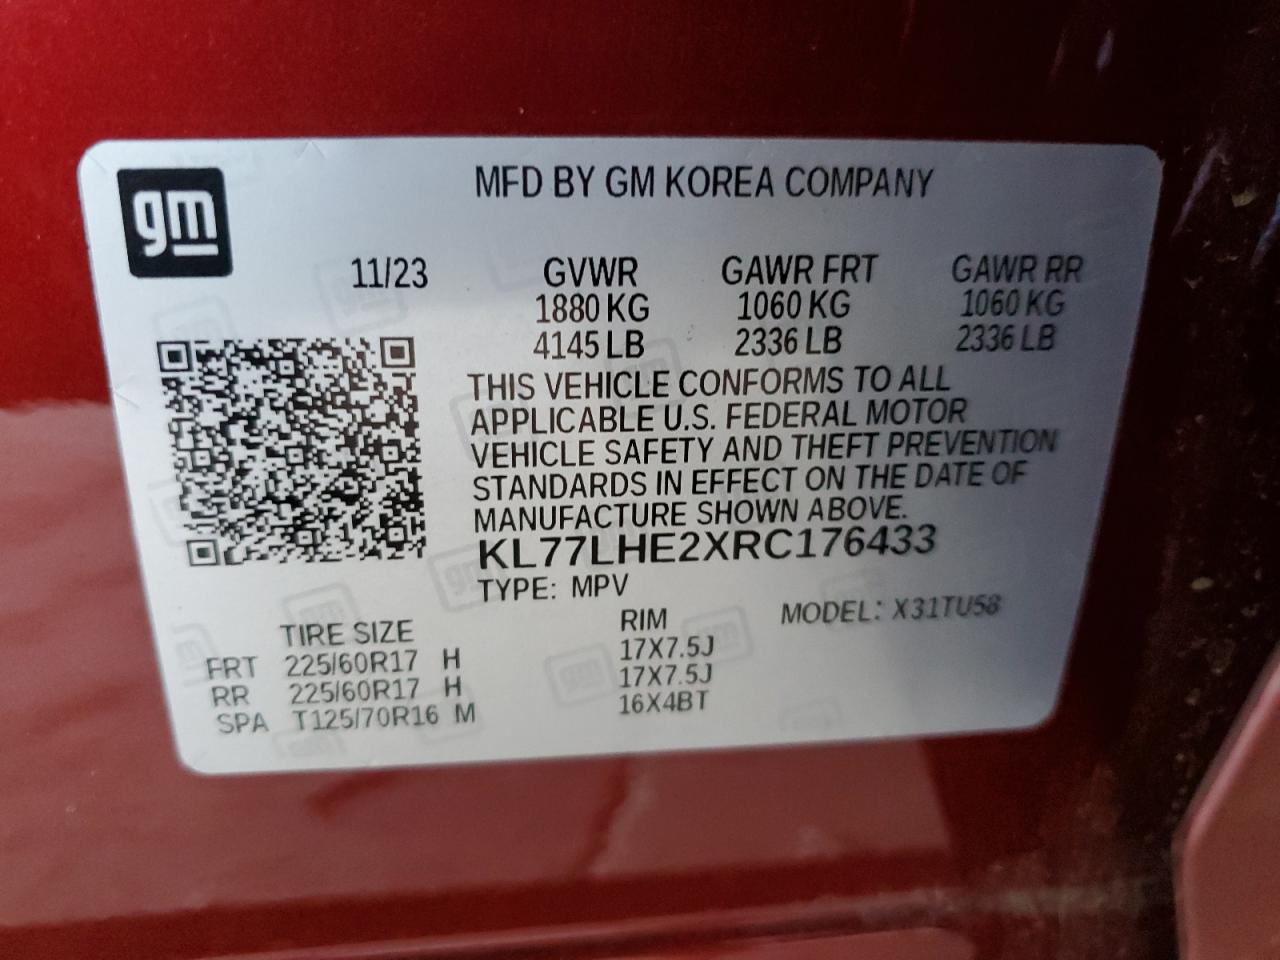 gm
MFD BY GM KOREA COMPANY
11/23 GVWR GAWR FRT GAWR RR
1880 KG 1060 KG 1060 KG
4145 LB 2336 LB 2336 LB
THIS VEHICLE CONFORMS TO ALL
APPLICABLE U.S. FEDERAL MOTOR
VEHICLE SAFETY AND THEFT PREVENTION
STANDARDS IN EFFECT ON THE DATE OF
MANUFACTURE SHOWN ABOVE.
KL77LHE2XRC176433
TYPE: MPV MODEL: X31TU58
TIRE SIZE RIM
FRT 225/60R17 H 17X7.5J
RR 225/60R17 H 17X7.5J
SPA T125/70R16 M 16X4BT